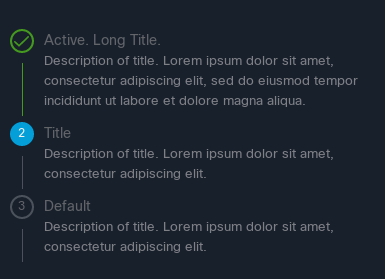 Active. Long Title.
Description of title. Lorem ipsum dolor sit amet,
consectetur adipiscing elit, sed do eiusmod tempor
incididunt ut labore et dolore magna aliqua.
2 Title
Description of title. Lorem ipsum dolor sit amet,
consectetur adipiscing elit.
3 Default
Description of title. Lorem ipsum dolor sit amet,
consectetur adipiscing elit.